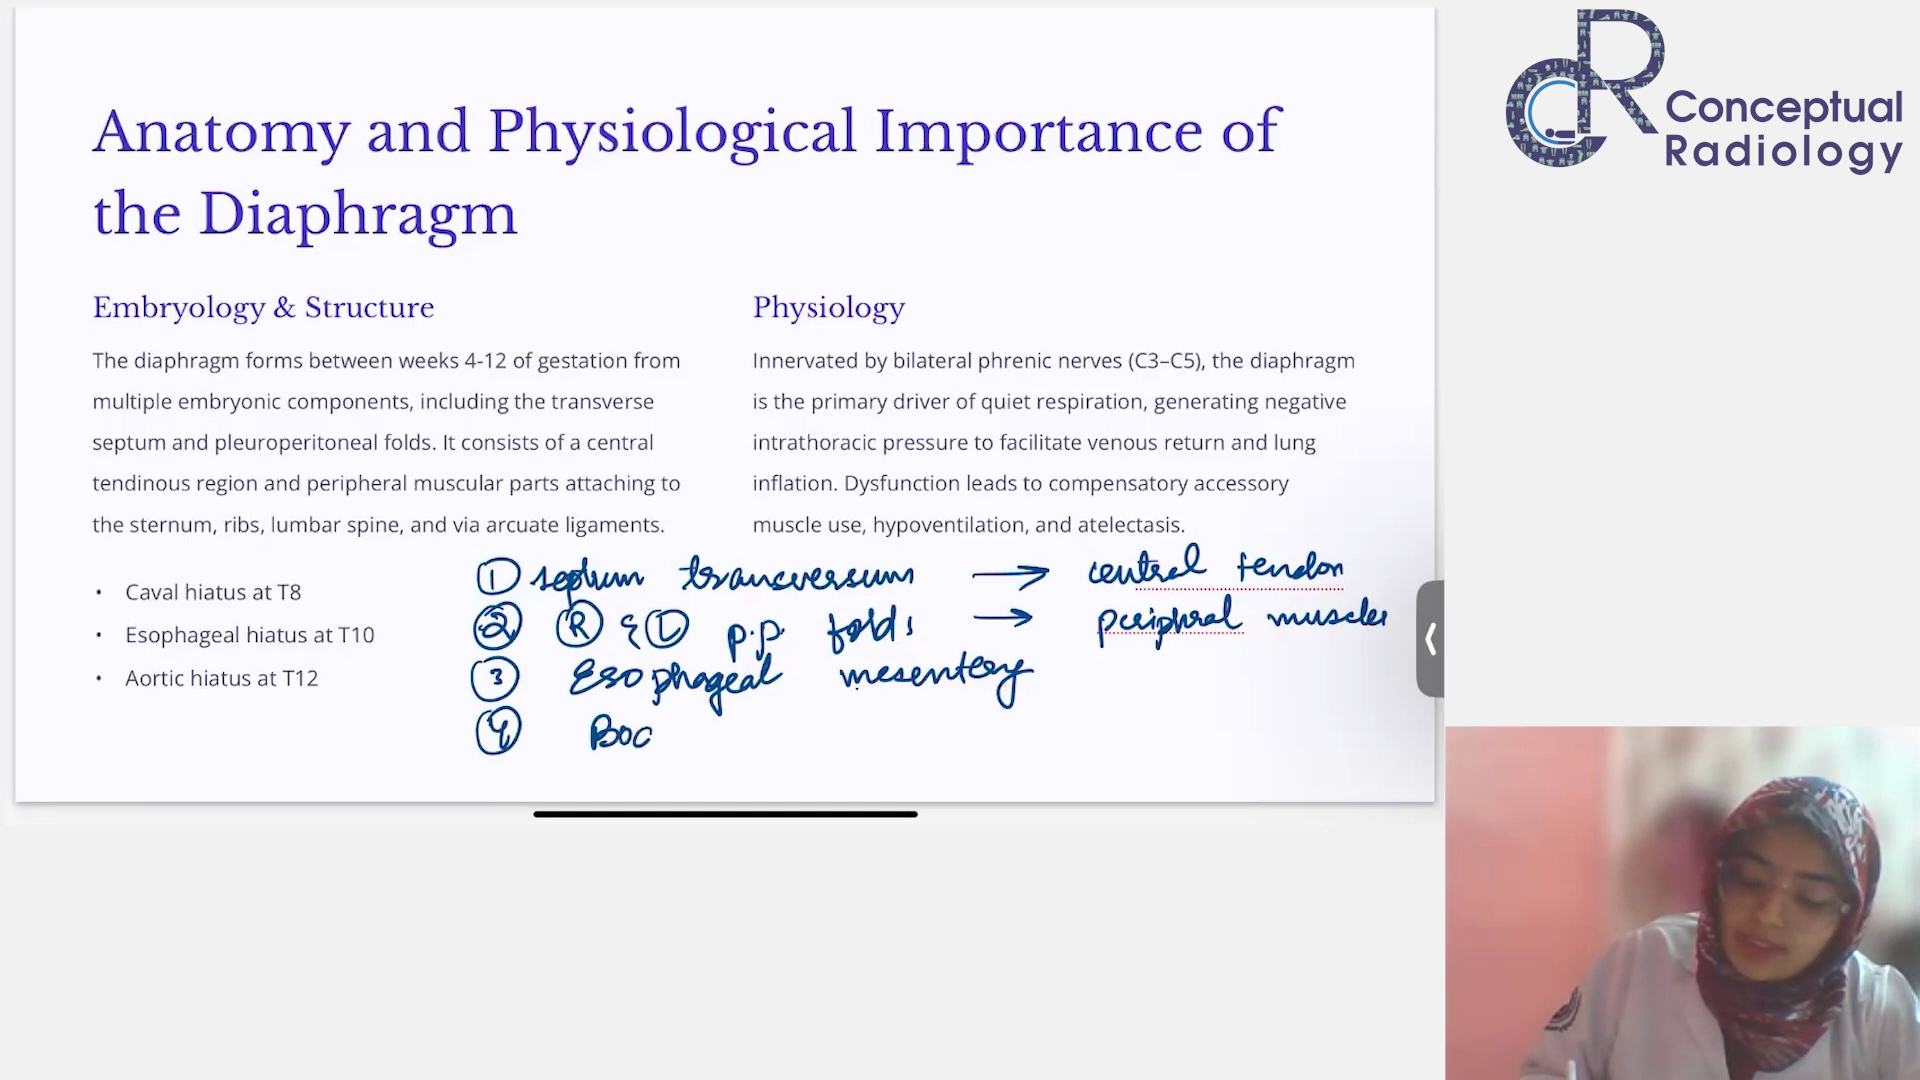 Anatomy and Physiological Importance of
the Diaphragm
Embryology & Structure
The diaphragm forms between weeks 4-12 of gestation from
multiple embryonic components, including the transverse
septum and pleuroperitoneal folds. It consists of a central
tendinous region and peripheral muscular parts attaching to
the sternum, ribs, lumbar spine, and via arcuate ligaments.
• Caval hiatus at T8
• Esophageal hiatus at T10
• Aortic hiatus at T12
Physiology
Innervated by bilateral phrenic nerves (C3–C5), the diaphragm
is the primary driver of quiet respiration, generating negative
intrathoracic pressure to facilitate venous return and lung
inflation. Dysfunction leads to compensatory accessory
muscle use, hypoventilation, and atelectasis.
① septum transversum → central tendon
② Ⓡ & Ⓛ p.p. folds → peripheral muscles
③ Esophageal mesentery
④ Boo
CR Conceptual
Radiology